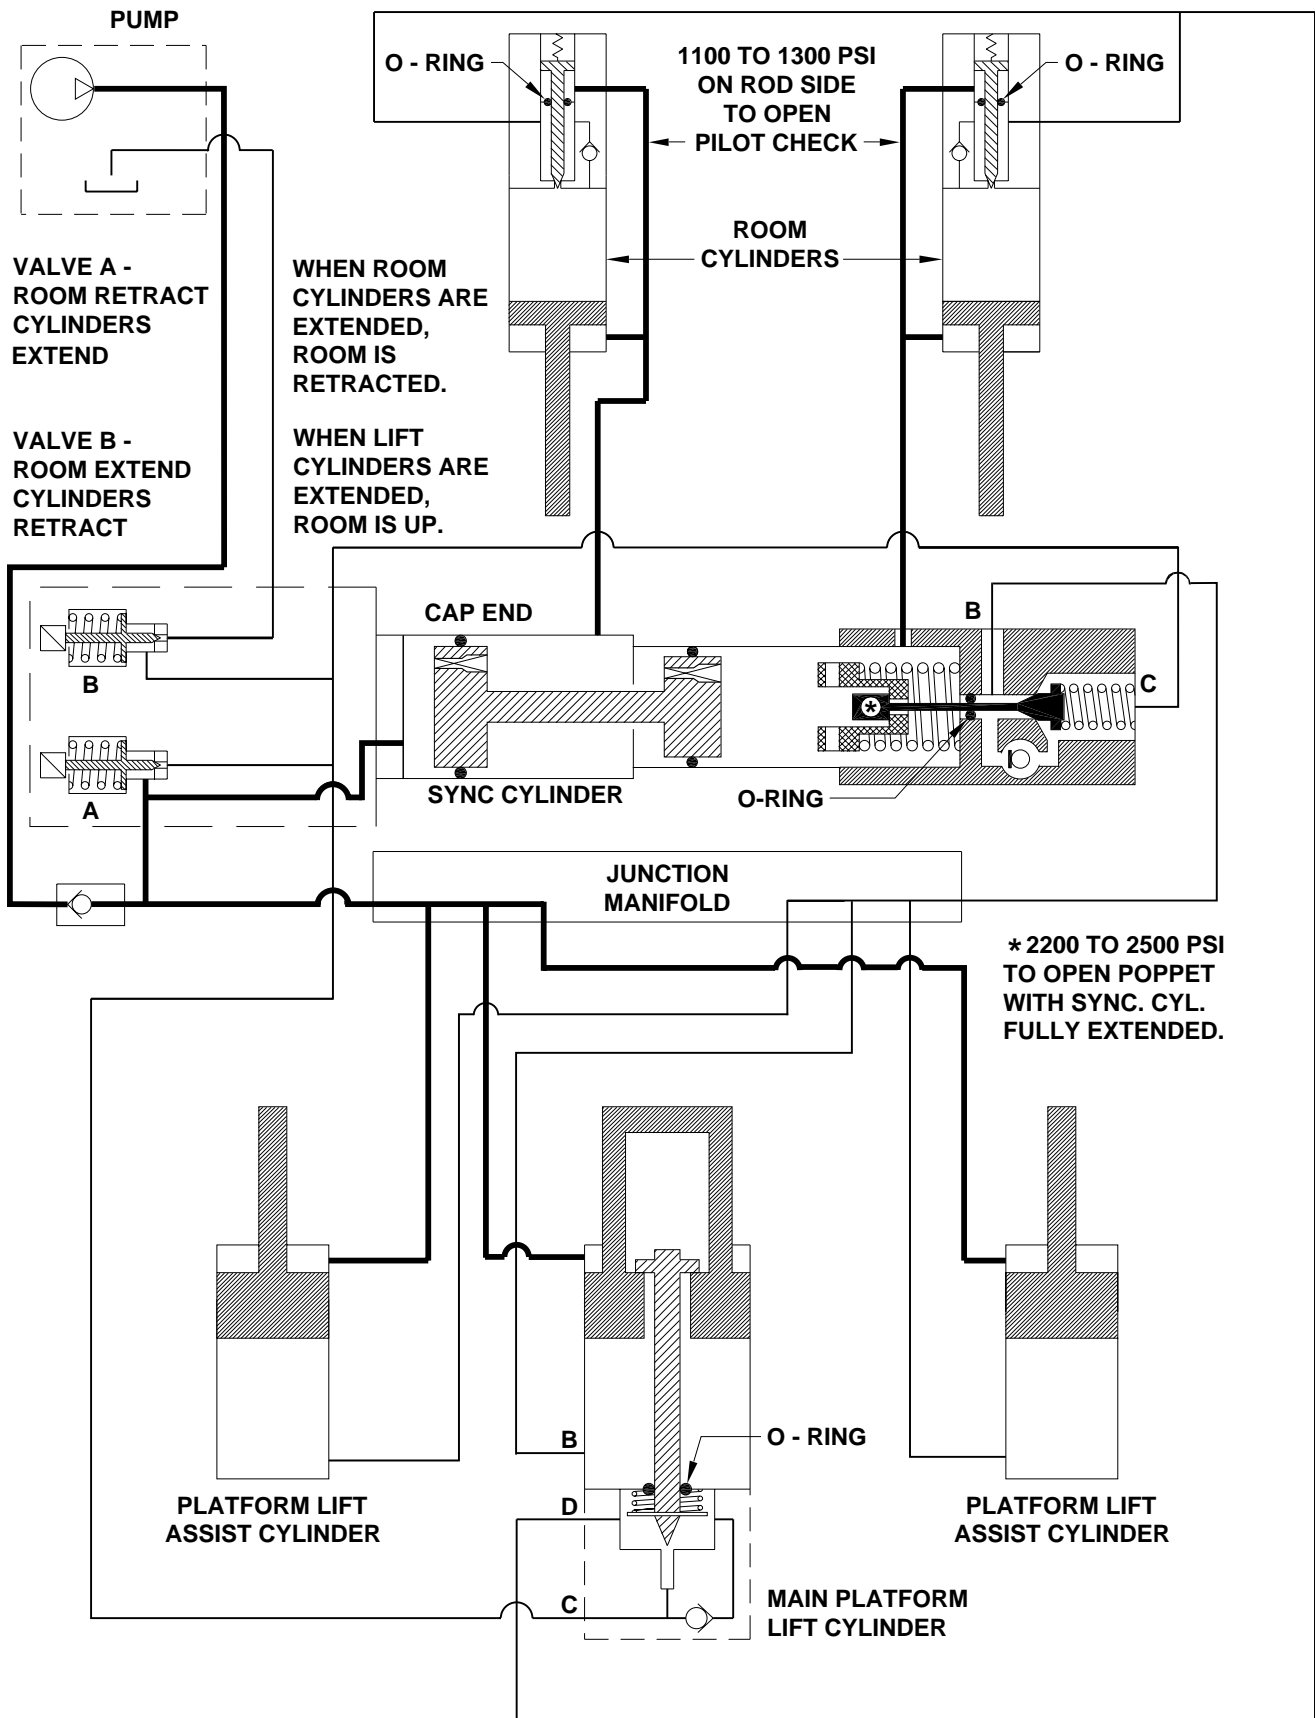 PUMP
O - RING
1100 TO 1300 PSI
ON ROD SIDE
TO OPEN
PILOT CHECK
O - RING
ROOM
CYLINDERS
VALVE A -
ROOM RETRACT
CYLINDERS
EXTEND
WHEN ROOM
CYLINDERS ARE
EXTENDED,
ROOM IS
RETRACTED.
VALVE B -
ROOM EXTEND
CYLINDERS
RETRACT
WHEN LIFT
CYLINDERS ARE
EXTENDED,
ROOM IS UP.
B
A
CAP END
SYNC CYLINDER
B
C
*
O-RING
JUNCTION
MANIFOLD
* 2200 TO 2500 PSI
TO OPEN POPPET
WITH SYNC. CYL.
FULLY EXTENDED.
B
O - RING
D
C
PLATFORM LIFT
ASSIST CYLINDER
PLATFORM LIFT
ASSIST CYLINDER
MAIN PLATFORM
LIFT CYLINDER